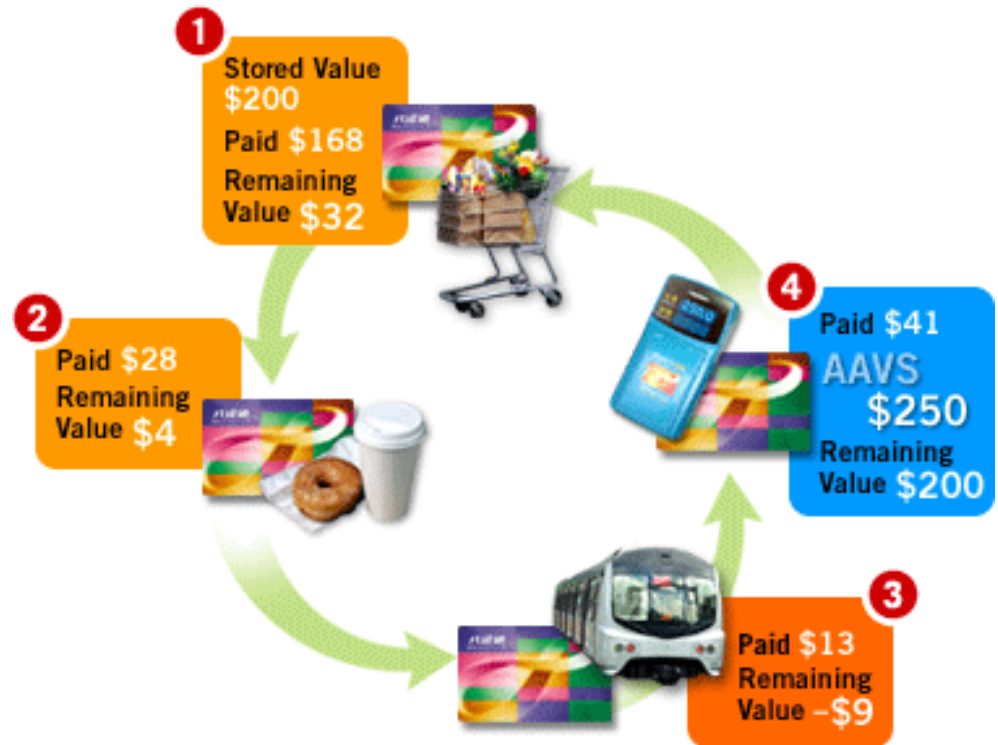 1
Stored Value
$200
Paid $168
Remaining
Value $32
2
Paid $28
Remaining
Value $4
3
Paid $13
Remaining
Value –$9
4
Paid $41
AAVS
$250
Remaining
Value $200